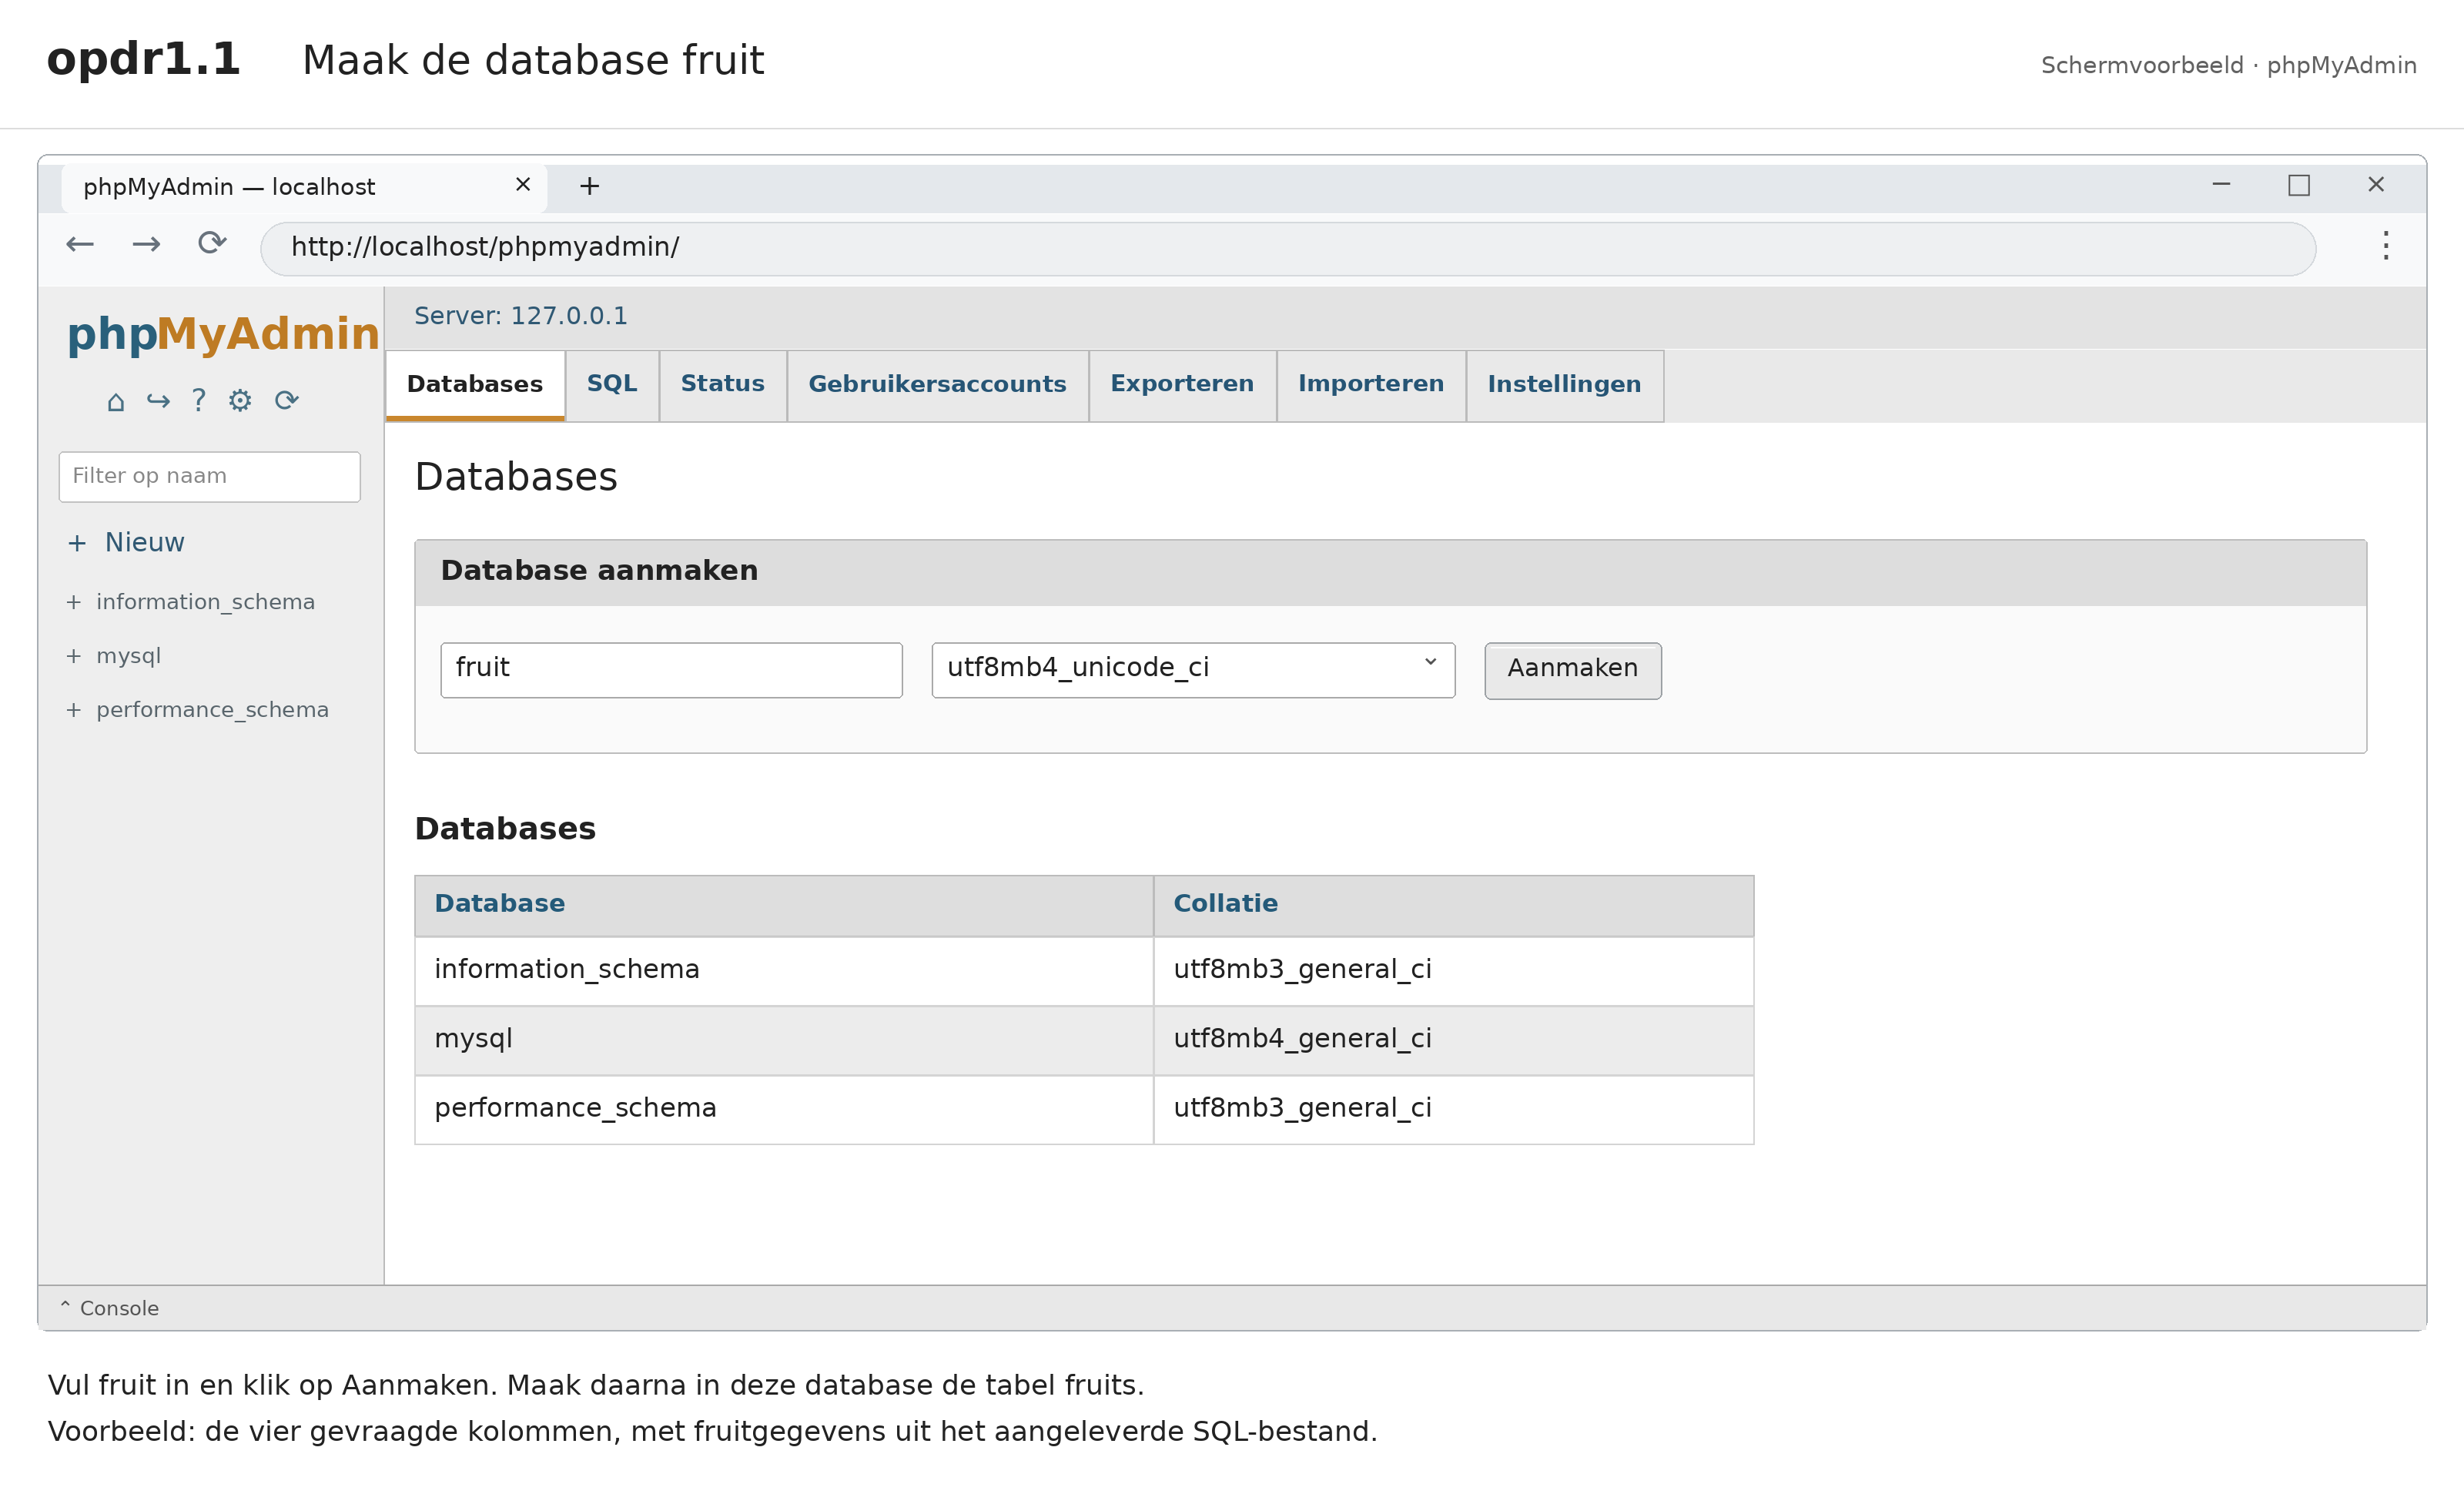 opdr1.1 Maak de database fruit
Schermvoorbeeld · phpMyAdmin
phpMyAdmin — localhost × +
− □ ×
← → ⟳ http://localhost/phpmyadmin/ ⋮
phpMyAdmin
⌂ ↪ ? ⚙ ⟳
Filter op naam
+ Nieuw
+ information_schema
+ mysql
+ performance_schema
Server: 127.0.0.1
Databases SQL Status Gebruikersaccounts Exporteren Importeren Instellingen
Databases
Database aanmaken
fruit utf8mb4_unicode_ci ⌄ Aanmaken
Databases
Database Collatie
information_schema utf8mb3_general_ci
mysql utf8mb4_general_ci
performance_schema utf8mb3_general_ci
⌃ Console
Vul fruit in en klik op Aanmaken. Maak daarna in deze database de tabel fruits.
Voorbeeld: de vier gevraagde kolommen, met fruitgegevens uit het aangeleverde SQL-bestand.